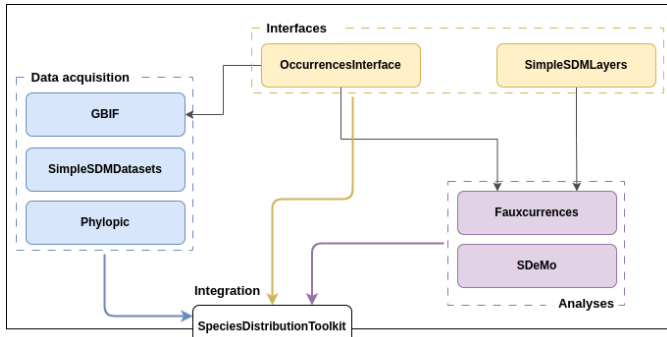 Interfaces
OccurrencesInterface
SimpleSDMLayers
Data acquisition
GBIF
SimpleSDMDatasets
Phylopic
Fauxcurrences
SDeMo
Analyses
Integration
SpeciesDistributionToolkit